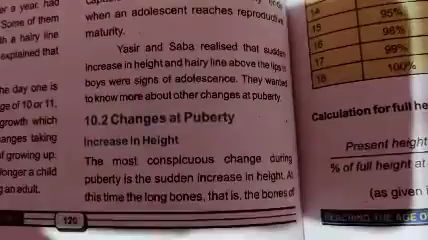 er a year, had
Some of them
th a hairy line
explained that
he day one is
ge of 10 or 11,
growth which
anges taking
f growing up.
longer a child
g an adult.
when an adolescent reaches reproductive
maturity.
Yasir and Saba realised that sudden
increase in height and hairy line above the lips in
boys were signs of adolescence. They wanted
to know more about other changes at puberty.
10.2 Changes at Puberty
Increase in Height
The most conspicuous change during
puberty is the sudden increase in height. At
this time the long bones, that is, the bones of
120
14 95%
15 98%
16 99%
18 100%
Calculation for full he
Present height
% of full height at
(as given i
REACHING THE AGE O